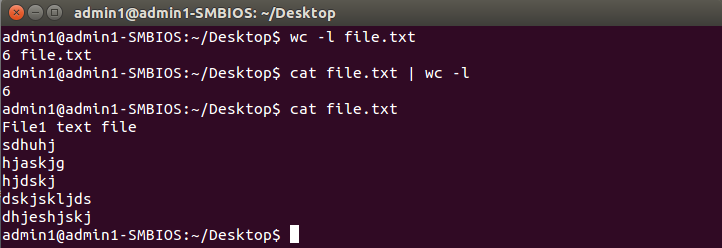 admin1@admin1-SMBIOS: ~/Desktop
admin1@admin1-SMBIOS:~/Desktop$ wc -l file.txt
6 file.txt
admin1@admin1-SMBIOS:~/Desktop$ cat file.txt | wc -l
6
admin1@admin1-SMBIOS:~/Desktop$ cat file.txt
File1 text file
sdhuhj
hjaskjg
hjdskj
dskjskljds
dhjeshjskj
admin1@admin1-SMBIOS:~/Desktop$